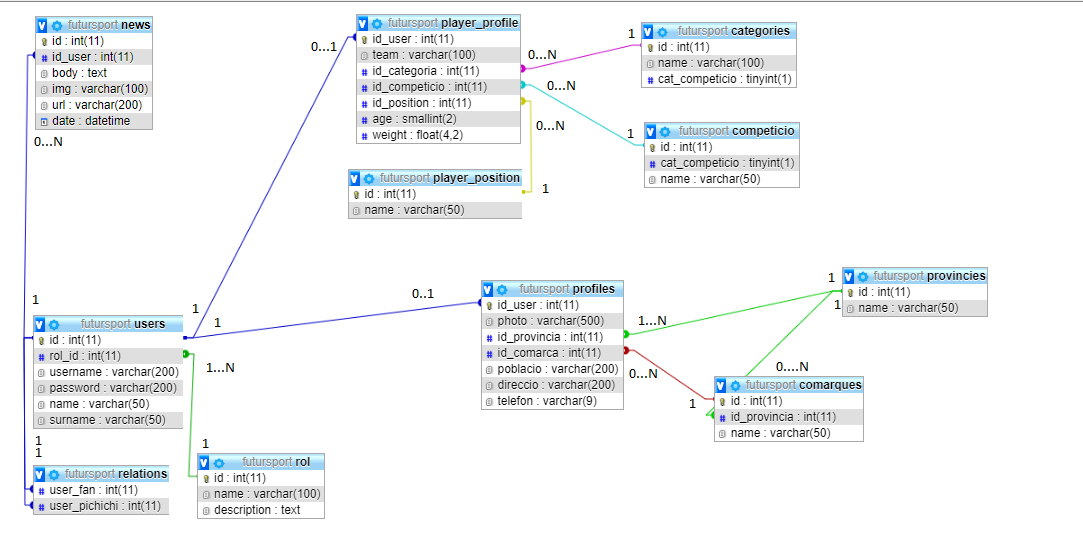 futursport news
id : int(11)
id_user : int(11)
body : text
img : varchar(100)
url : varchar(200)
date : datetime
0...N
0...1
futursport player_profile
id_user : int(11)
team : varchar(100)
id_categoria : int(11)
id_competicio : int(11)
id_position : int(11)
age : smallint(2)
weight : float(4,2)
0...N
1
0...N
1
0...N
1
futursport categories
id : int(11)
name : varchar(100)
cat_competicio : tinyint(1)
futursport competicio
id : int(11)
cat_competicio : tinyint(1)
name : varchar(50)
futursport player_position
id : int(11)
name : varchar(50)
1
1
1
0..1
futursport users
id : int(11)
rol_id : int(11)
username : varchar(200)
password : varchar(200)
name : varchar(50)
surname : varchar(50)
1...N
1
1
1
futursport relations
user_fan : int(11)
user_pichichi : int(11)
futursport rol
id : int(11)
name : varchar(100)
description : text
futursport profiles
id_user : int(11)
photo : varchar(500)
id_provincia : int(11)
id_comarca : int(11)
poblacio : varchar(200)
direccio : varchar(200)
telefon : varchar(9)
1...N
0...N
1
1
0....N
1
futursport provincies
id : int(11)
name : varchar(50)
futursport comarques
id : int(11)
id_provincia : int(11)
name : varchar(50)